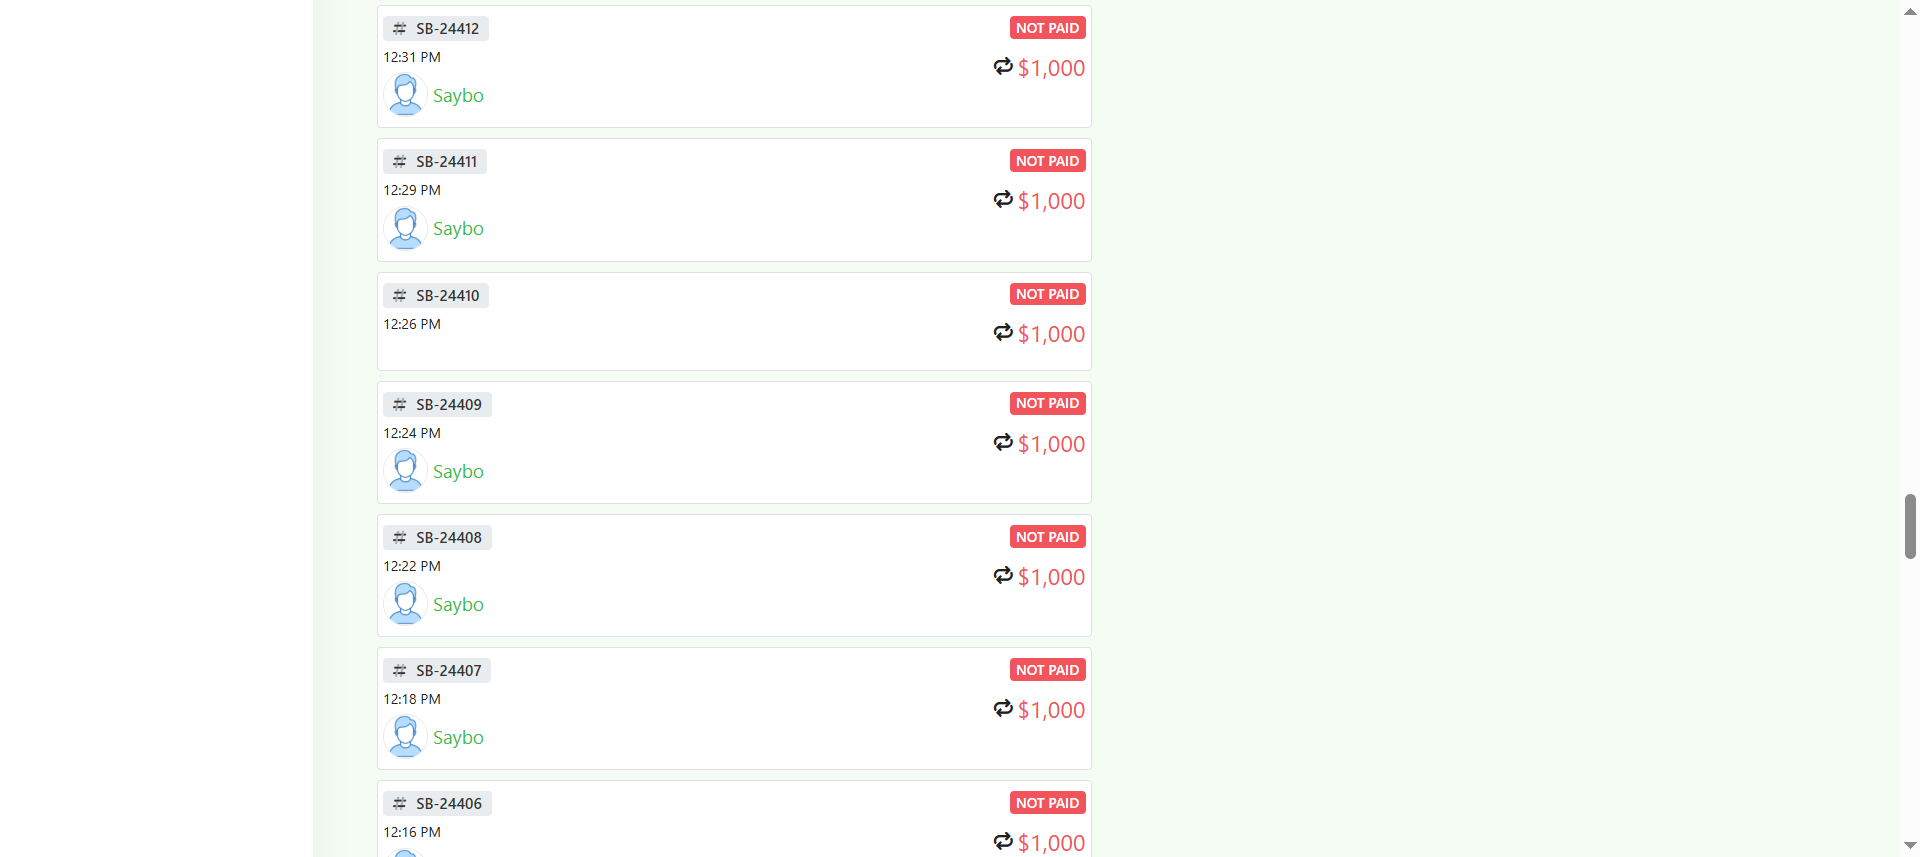 # SB-24412
NOT PAID
12:31 PM
$1,000
Saybo
# SB-24411
NOT PAID
12:29 PM
$1,000
Saybo
# SB-24410
NOT PAID
12:26 PM
$1,000
# SB-24409
NOT PAID
12:24 PM
$1,000
Saybo
# SB-24408
NOT PAID
12:22 PM
$1,000
Saybo
# SB-24407
NOT PAID
12:18 PM
$1,000
Saybo
# SB-24406
NOT PAID
12:16 PM
$1,000